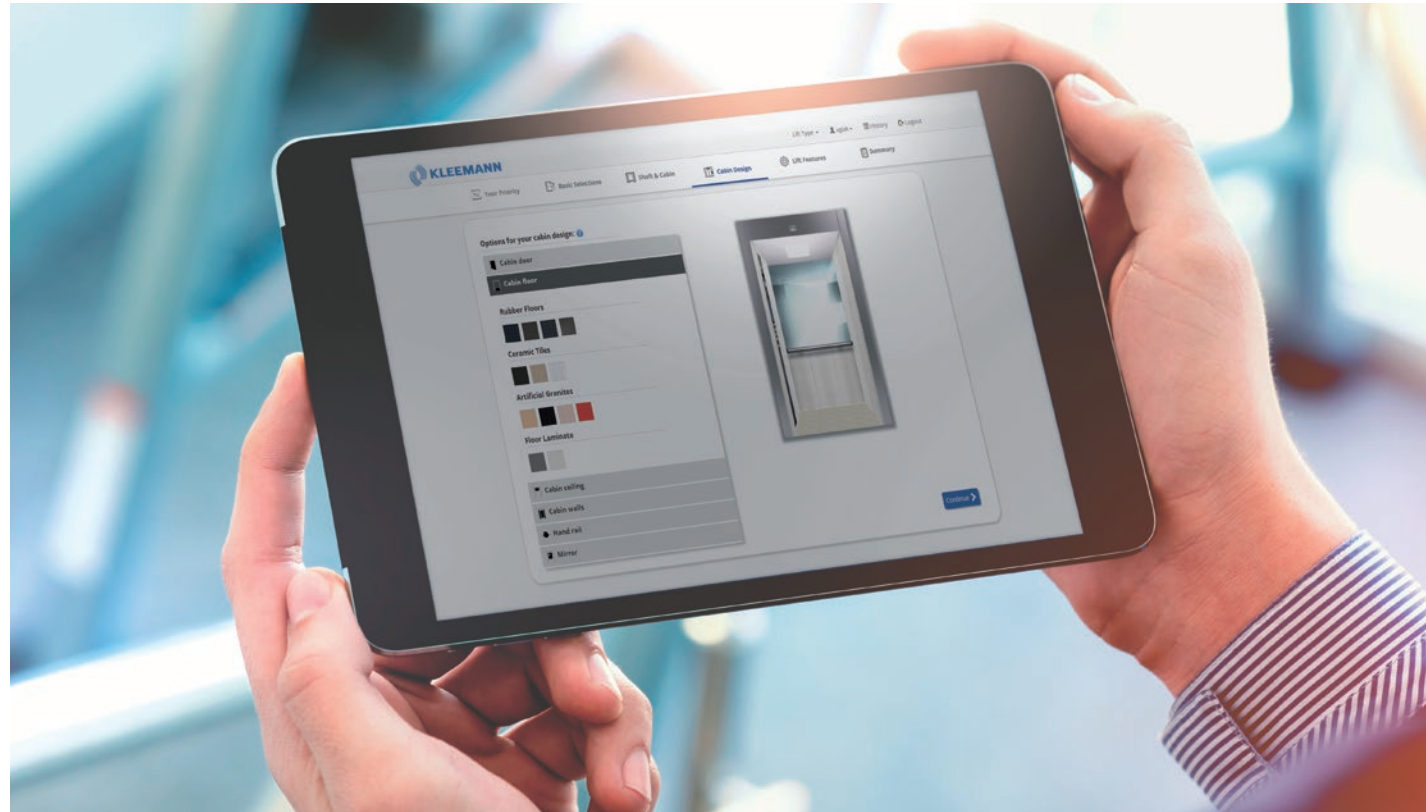 KLEEMANN
Lift Type
History
Logout
Your Priority
Basic Selections
Shaft & Cabin
Cabin Design
Lift Features
Summary
Options for your cabin design:
Cabin door
Cabin floor
Rubber Floors
Ceramic Tiles
Artificial Granites
Floor Laminate
Cabin ceiling
Cabin walls
Hand rail
Mirror
Continue